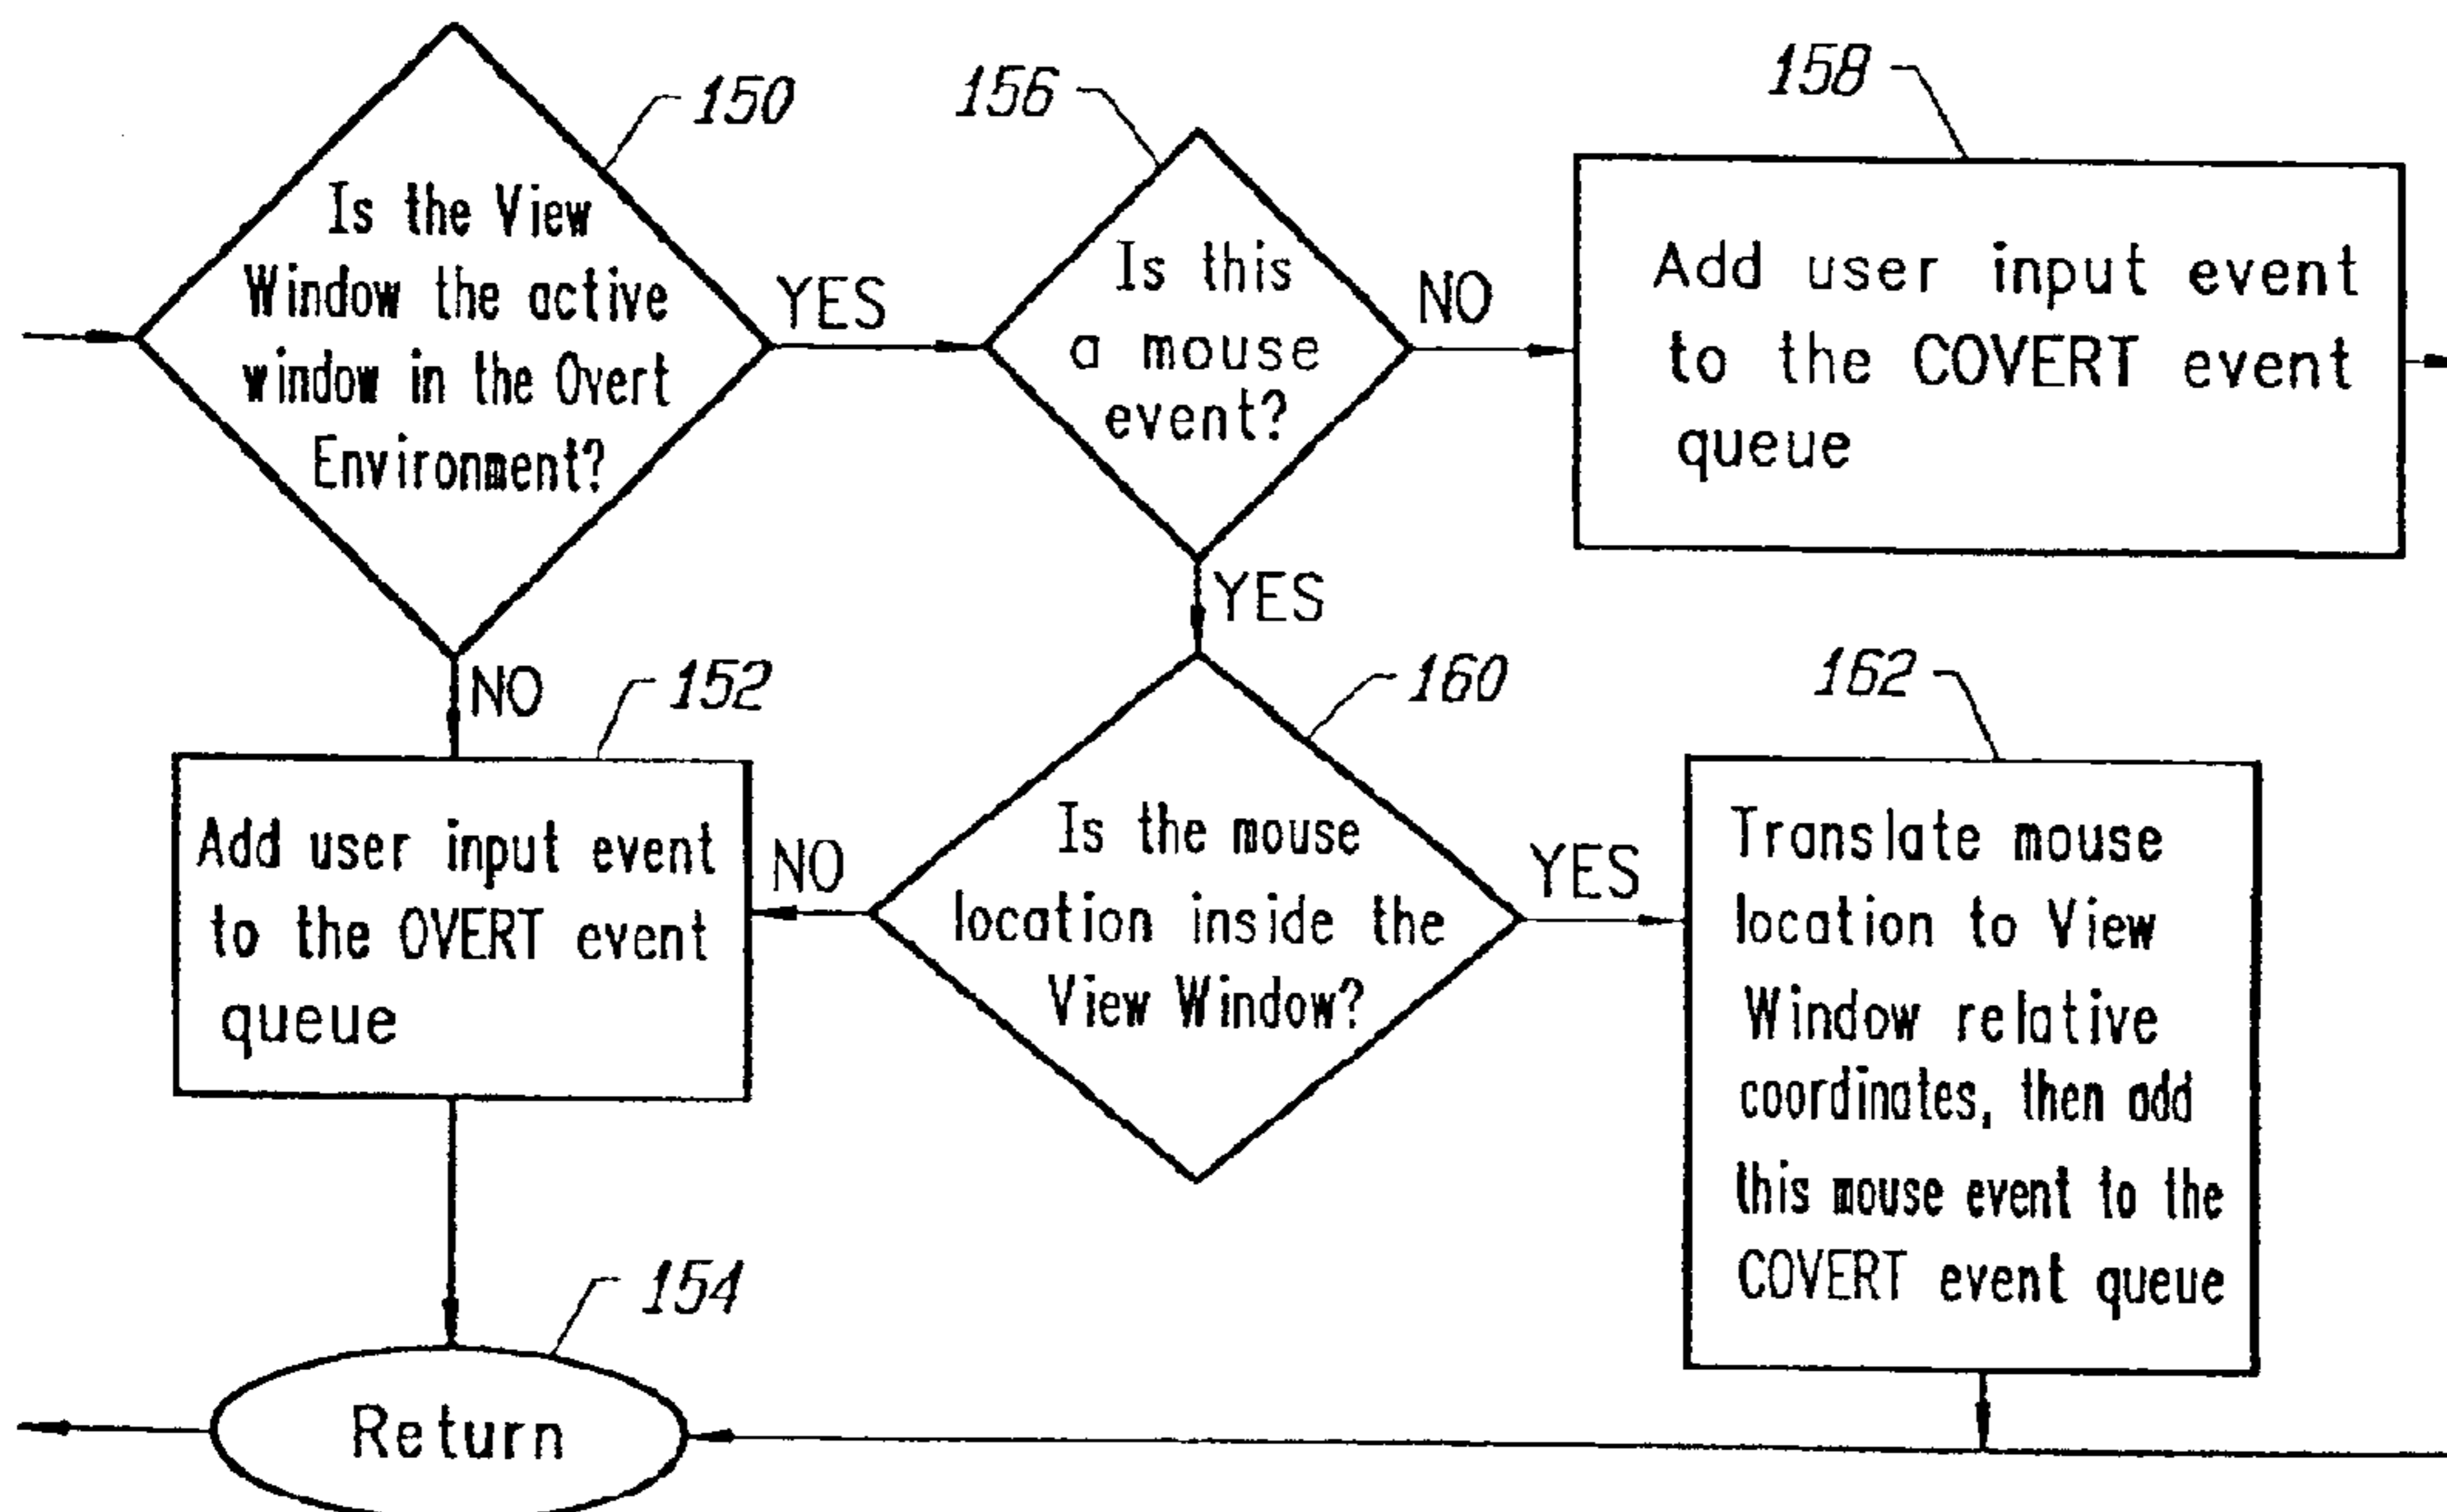 150
Is the View
Window the active
window in the Overt
Environment?
YES
156
Is this
a mouse
event?
NO
158
Add user input event
to the COVERT event
queue
YES
NO
152
Add user input event
to the OVERT event
queue
NO
160
Is the mouse
location inside the
View Window?
YES
162
Translate mouse
location to View
Window relative
coordinates, then add
this mouse event to the
COVERT event queue
154
Return